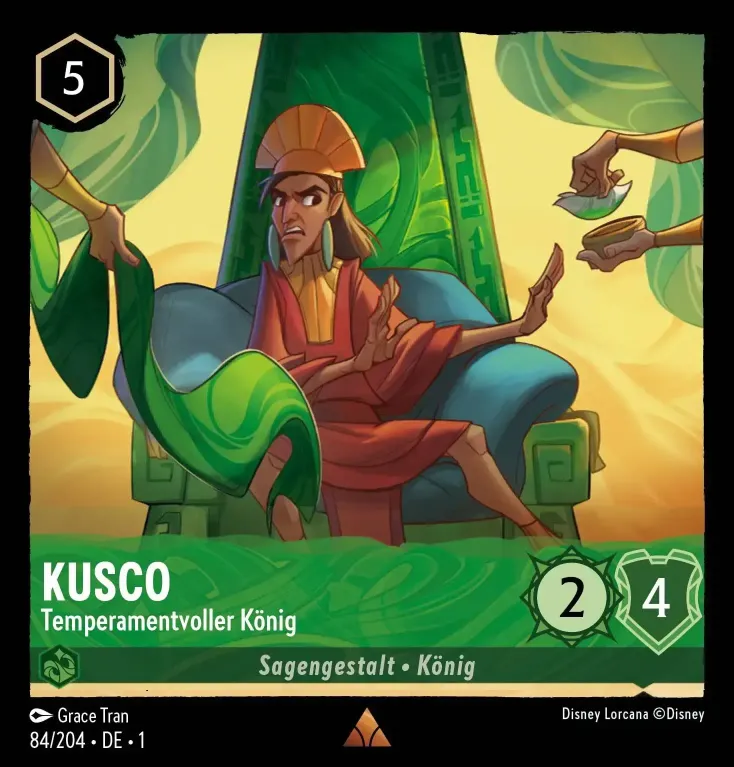 5
KUSCO
Temperamentvoller König
2
4
Sagengestalt • König
Grace Tran
Disney Lorcana ©Disney
84/204 • DE • 1